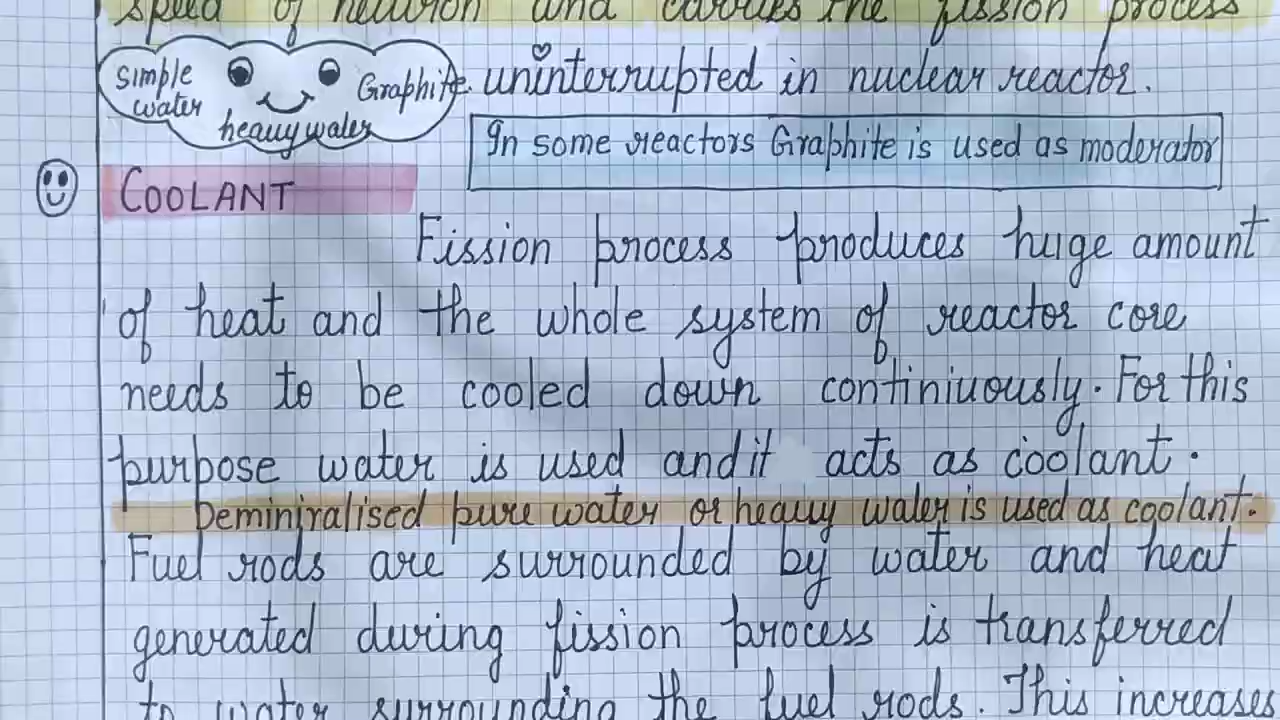 speed of neutron and carries the fission process
Simple water
Graphite
heavy water
uninterrupted in nuclear reactor.
In some reactors Graphite is used as moderator
COOLANT
Fission process produces huge amount
of heat and the whole system of reactor core
needs to be cooled down continiuously. For this
purpose water is used and it acts as coolant.
Deminiralised pure water or heavy water is used as coolant.
Fuel rods are surrounded by water and heat
generated during fission process is transferred
to water surrounding the fuel rods. This increases